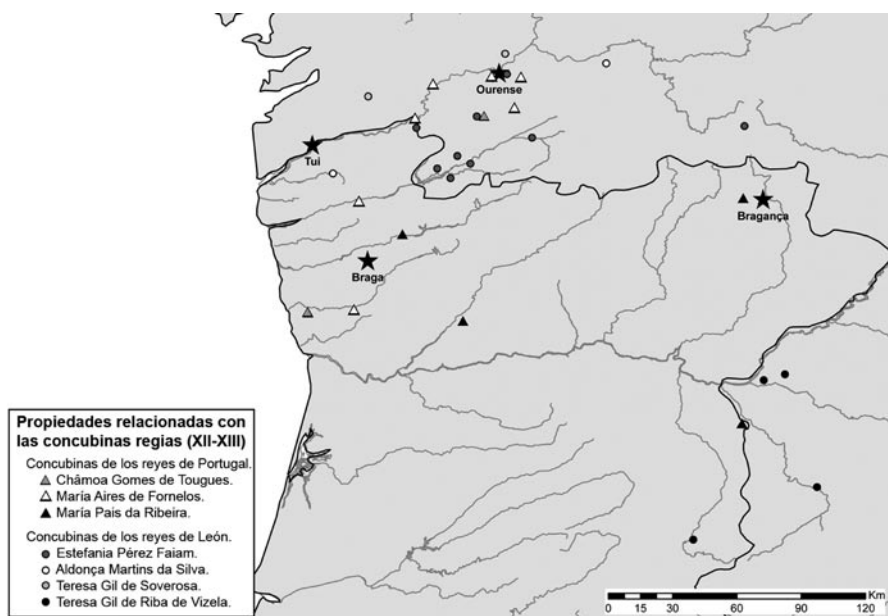 Ourense
Tui
Bragança
Braga
Propiedades relacionadas con
las concubinas regias (XII-XIII)
Concubinas de los reyes de Portugal.
Châmoa Gomes de Tougues.
María Aires de Fornelos.
María Pais da Ribeira.
Concubinas de los reyes de León.
Estefania Pérez Faiam.
Aldonça Martins da Silva.
Teresa Gil de Soverosa.
Teresa Gil de Riba de Vizela.
Km
0 15 30 60 90 120